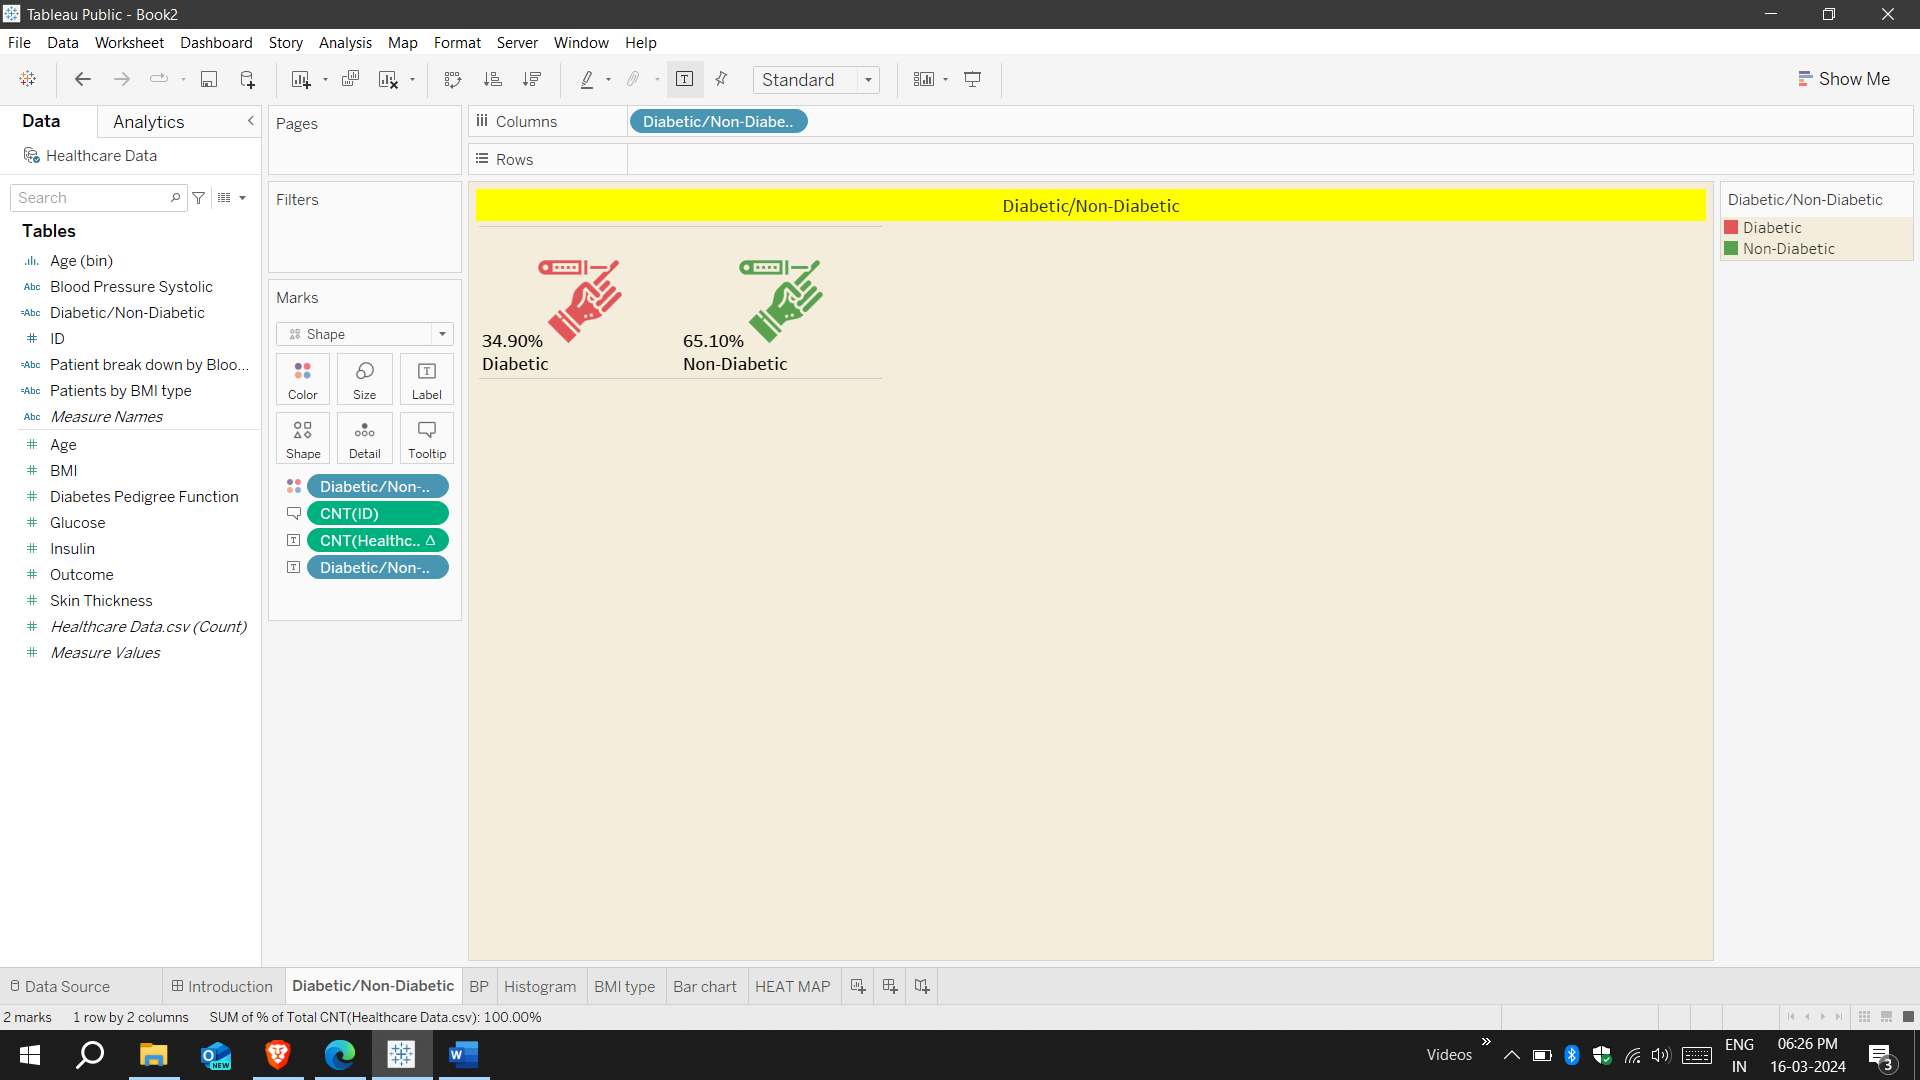 Tableau Public - Book2
File Data Worksheet Dashboard Story Analysis Map Format Server Window Help
Standard
Show Me
Data
Analytics
Healthcare Data
Search
Tables
Age (bin)
Abc Blood Pressure Systolic
=Abc Diabetic/Non-Diabetic
# ID
=Abc Patient break down by Bloo...
=Abc Patients by BMI type
Abc Measure Names
# Age
# BMI
# Diabetes Pedigree Function
# Glucose
# Insulin
# Outcome
# Skin Thickness
# Healthcare Data.csv (Count)
# Measure Values
Pages
Filters
Marks
Shape
Color Size Label
Shape Detail Tooltip
Diabetic/Non-..
CNT(ID)
CNT(Healthc.. Δ
Diabetic/Non-..
Columns
Diabetic/Non-Diabe..
Rows
Diabetic/Non-Diabetic
34.90%
Diabetic
65.10%
Non-Diabetic
Diabetic/Non-Diabetic
Diabetic
Non-Diabetic
Data Source Introduction Diabetic/Non-Diabetic BP Histogram BMI type Bar chart HEAT MAP
2 marks 1 row by 2 columns SUM of % of Total CNT(Healthcare Data.csv): 100.00%
NEW
Videos
ENG
IN
06:26 PM
16-03-2024
3